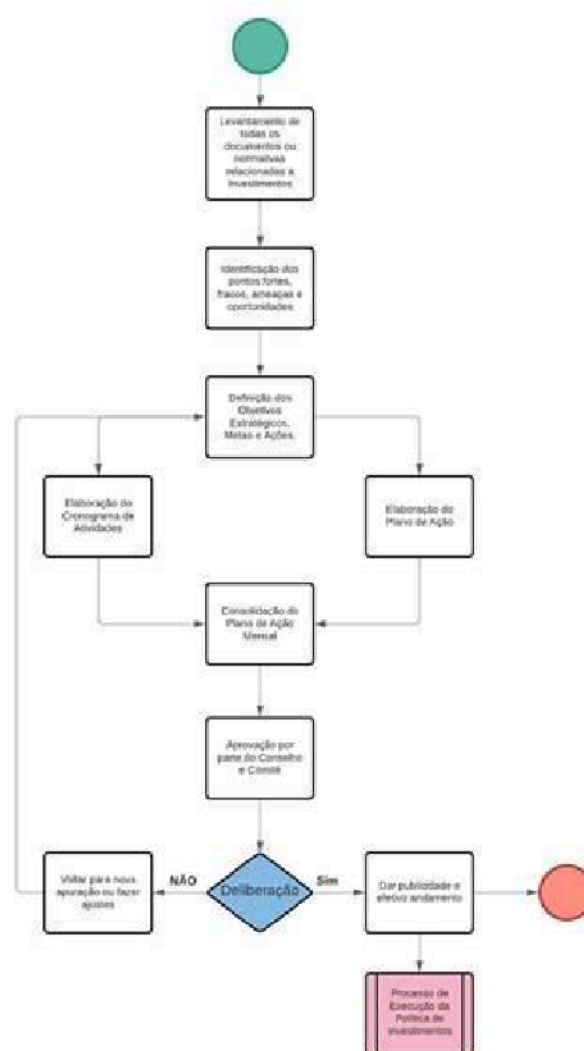 Levantamento de
todas os
documentos ou
normativas
relacionadas a
Investimentos
Identificação dos
pontos fortes,
fracos, ameaças e
oportunidades
Definição dos
Objetivos
Estratégicos,
Metas e Ações.
Elaboração do
Cronograma de
Atividades
Elaboração do
Plano de Ação
Consolidação do
Plano de Ação
Mensal
Aprovação por
parte do Conselho
e Comitê
Voltar para nova
apuração ou fazer
ajustes
NÃO
Deliberação
Sim
Dar publicidade e
efetivo andamento
Processo de
Execução da
Política de
Investimentos